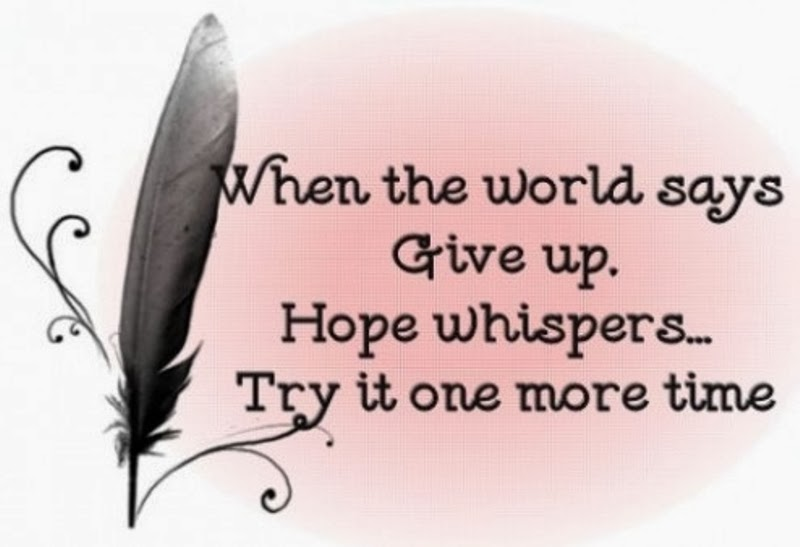 When the world says
Give up,
Hope whispers...
Try it one more time